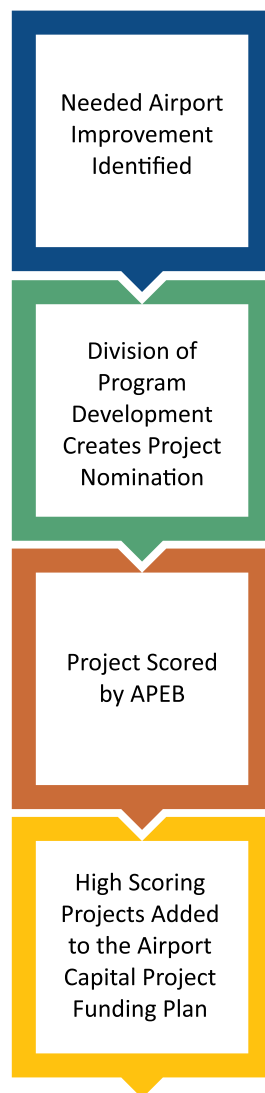 Needed Airport
Improvement
Identified
Division of
Program
Development
Creates Project
Nomination
Project Scored
by APEB
High Scoring
Projects Added
to the Airport
Capital Project
Funding Plan